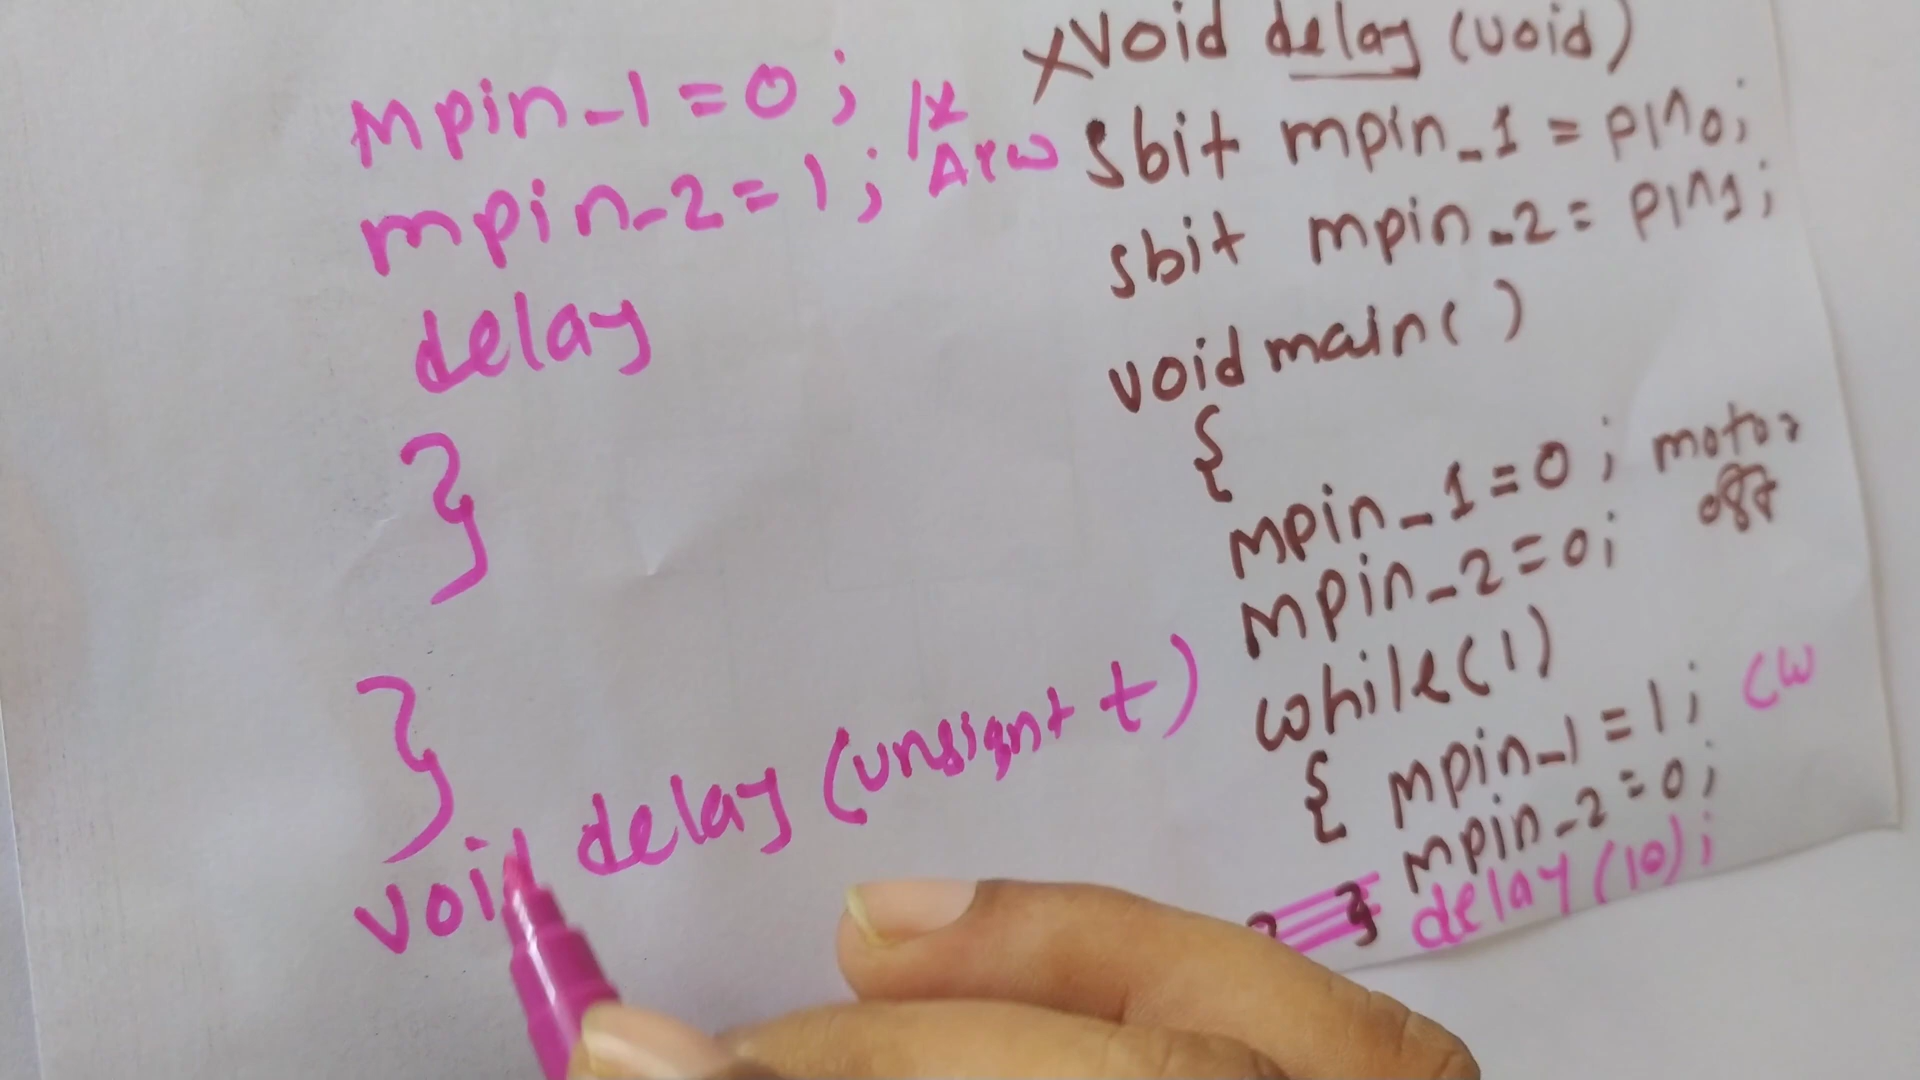 xvoid delay (void)
sbit mpin_1 = p1^0;
sbit mpin_2 = p1^1;
void main( )
{
mpin_1 = 0; motor
off
mpin_2 = 0;
while(1)
{ mpin_1 = 1; cw
mpin_2 = 0;
delay (10);
mpin_1 = 0;
mpin_2 = 1;
delay
}
}
void delay (unsignt t)